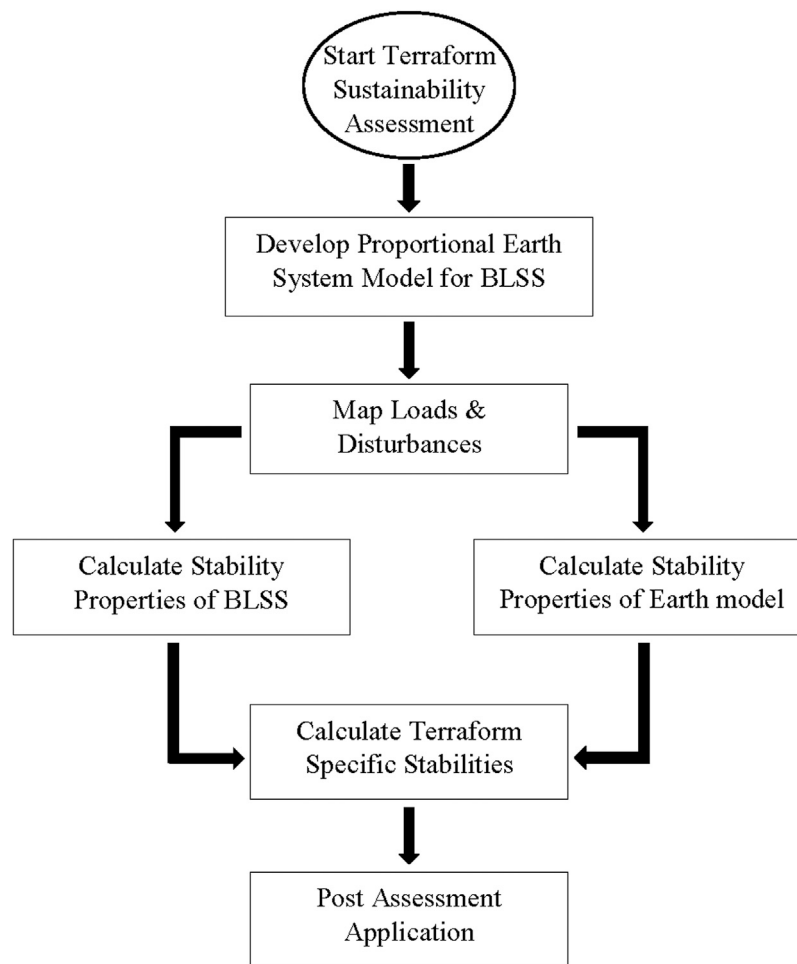 Start Terraform
Sustainability
Assessment
Develop Proportional Earth
System Model for BLSS
Map Loads &
Disturbances
Calculate Stability
Properties of BLSS
Calculate Stability
Properties of Earth model
Calculate Terraform
Specific Stabilities
Post Assessment
Application